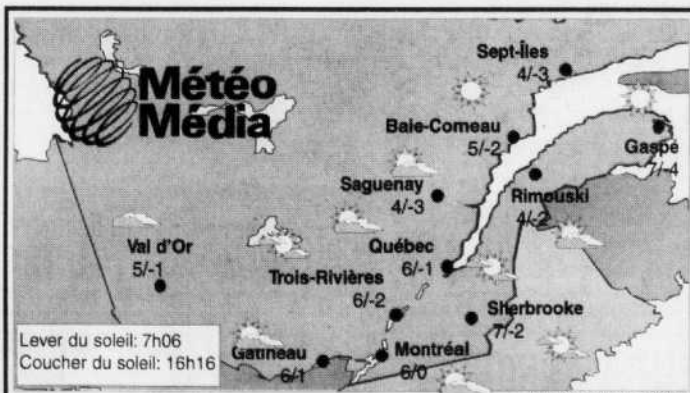 Météo
Média
Sept-Îles
4/-3
Baie-Comeau
5/-2
Gaspé
Saguenay
4/-3
Rimouski
4/-2
Val d'Or
5/-1
Québec
6/-1
Trois-Rivières
6/-2
Sherbrooke
7/-2
Lever du soleil: 7h06
Coucher du soleil: 16h16
Gatineau
6/1
Montréal
6/0